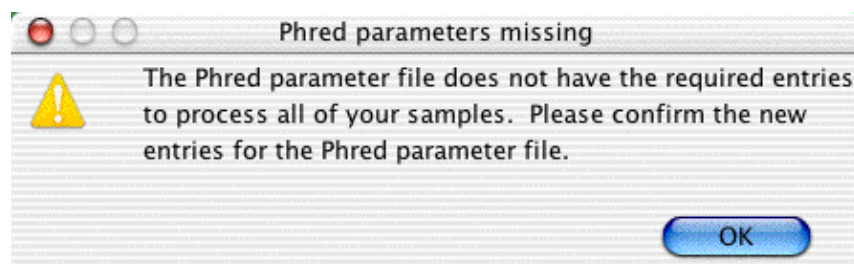 Phred parameters missing
The Phred parameter file does not have the required entries
to process all of your samples.  Please confirm the new
entries for the Phred parameter file.
OK